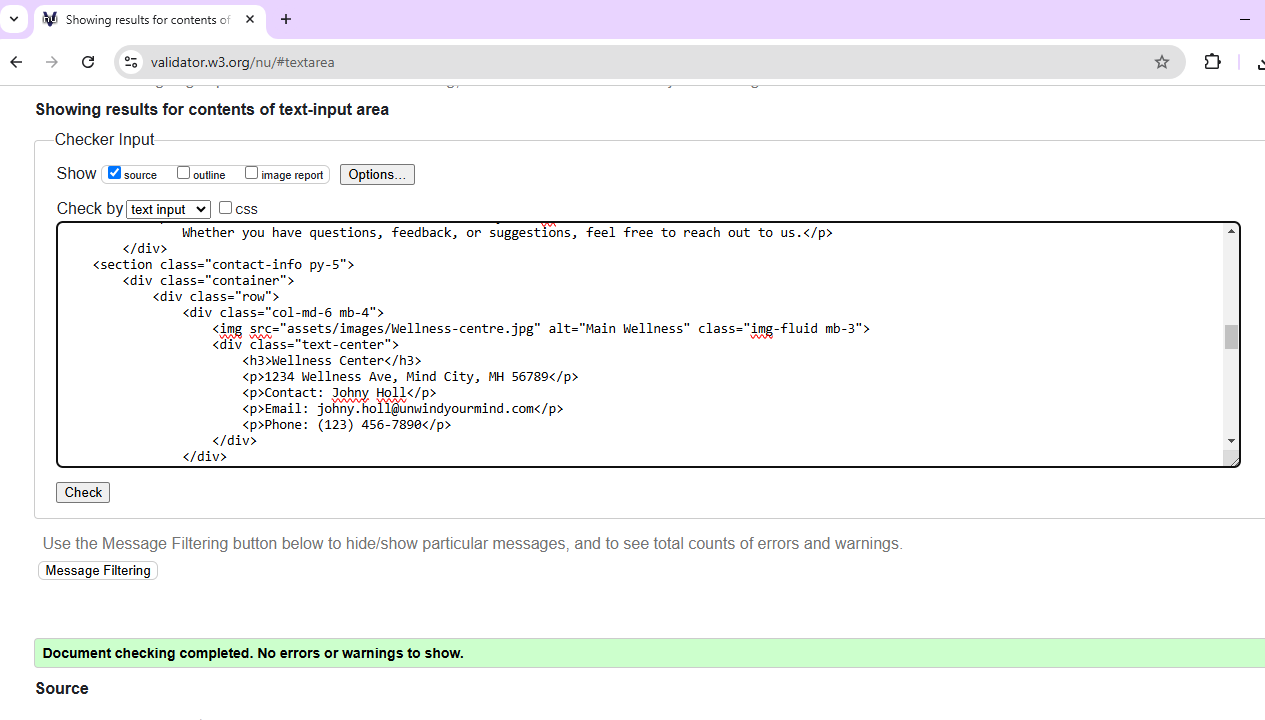 Showing results for contents of
validator.w3.org/nu/#textarea
Showing results for contents of text-input area
Checker Input
Show source outline image report Options...
Check by text input css
Whether you have questions, feedback, or suggestions, feel free to reach out to us.</p>
</div>
<section class="contact-info py-5">
<div class="container">
<div class="row">
<div class="col-md-6 mb-4">
<img src="assets/images/Wellness-centre.jpg" alt="Main Wellness" class="img-fluid mb-3">
<div class="text-center">
<h3>Wellness Center</h3>
<p>1234 Wellness Ave, Mind City, MH 56789</p>
<p>Contact: Johny Holl</p>
<p>Email: johny.holl@unwindyourmind.com</p>
<p>Phone: (123) 456-7890</p>
</div>
</div>
Check
Use the Message Filtering button below to hide/show particular messages, and to see total counts of errors and warnings.
Message Filtering
Document checking completed. No errors or warnings to show.
Source